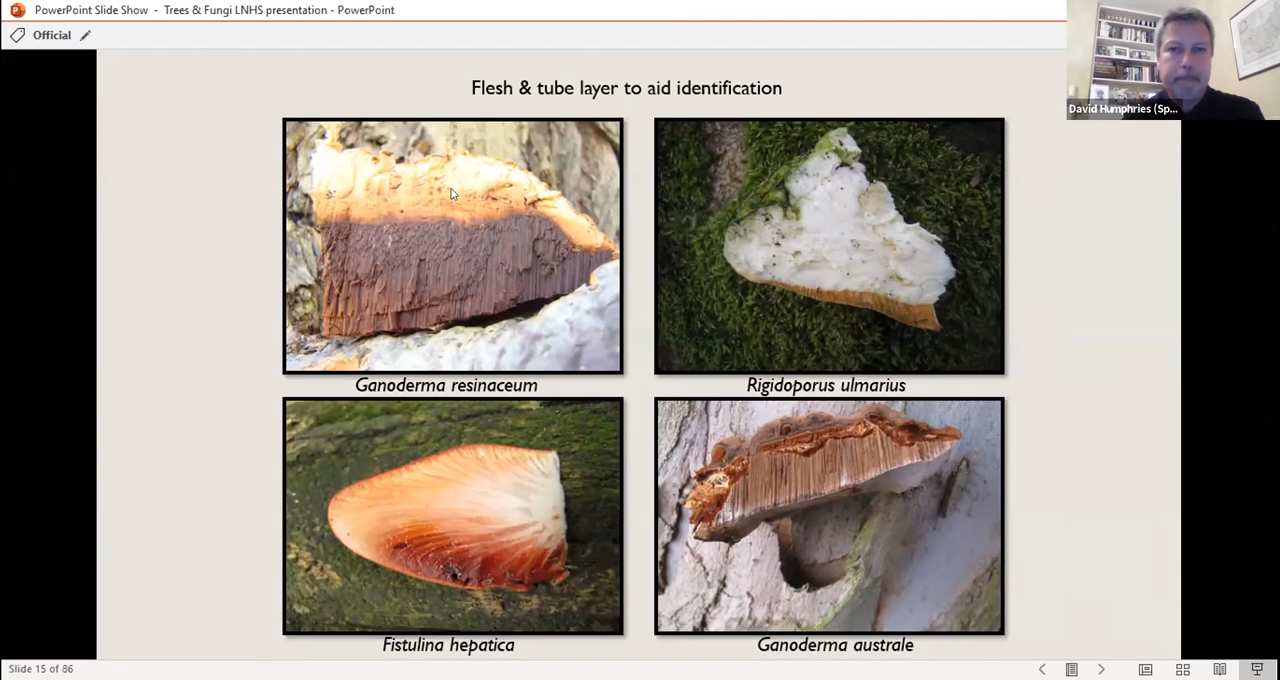 PowerPoint Slide Show - Trees & Fungi LNHS presentation - PowerPoint
Official
David Humphries (Sp...
Flesh & tube layer to aid identification
Ganoderma resinaceum
Rigidoporus ulmarius
Fistulina hepatica
Ganoderma australe
Slide 15 of 86